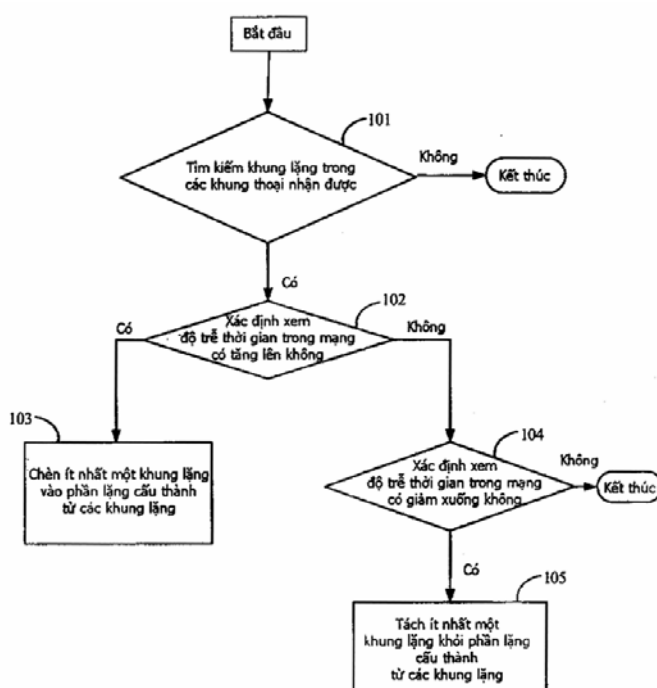 Bắt đầu
101
Tìm kiếm khung lặng trong
các khung thoại nhận được
Không
Kết thúc
Có
102
Xác định xem
độ trễ thời gian trong mạng
có tăng lên không
Có
Không
103
Chèn ít nhất một khung lặng
vào phần lặng cấu thành
từ các khung lặng
104
Xác định xem
độ trễ thời gian trong mạng
có giảm xuống không
Không
Kết thúc
Có
105
Tách ít nhất một
khung lặng khỏi phần lặng
cấu thành
từ các khung lặng